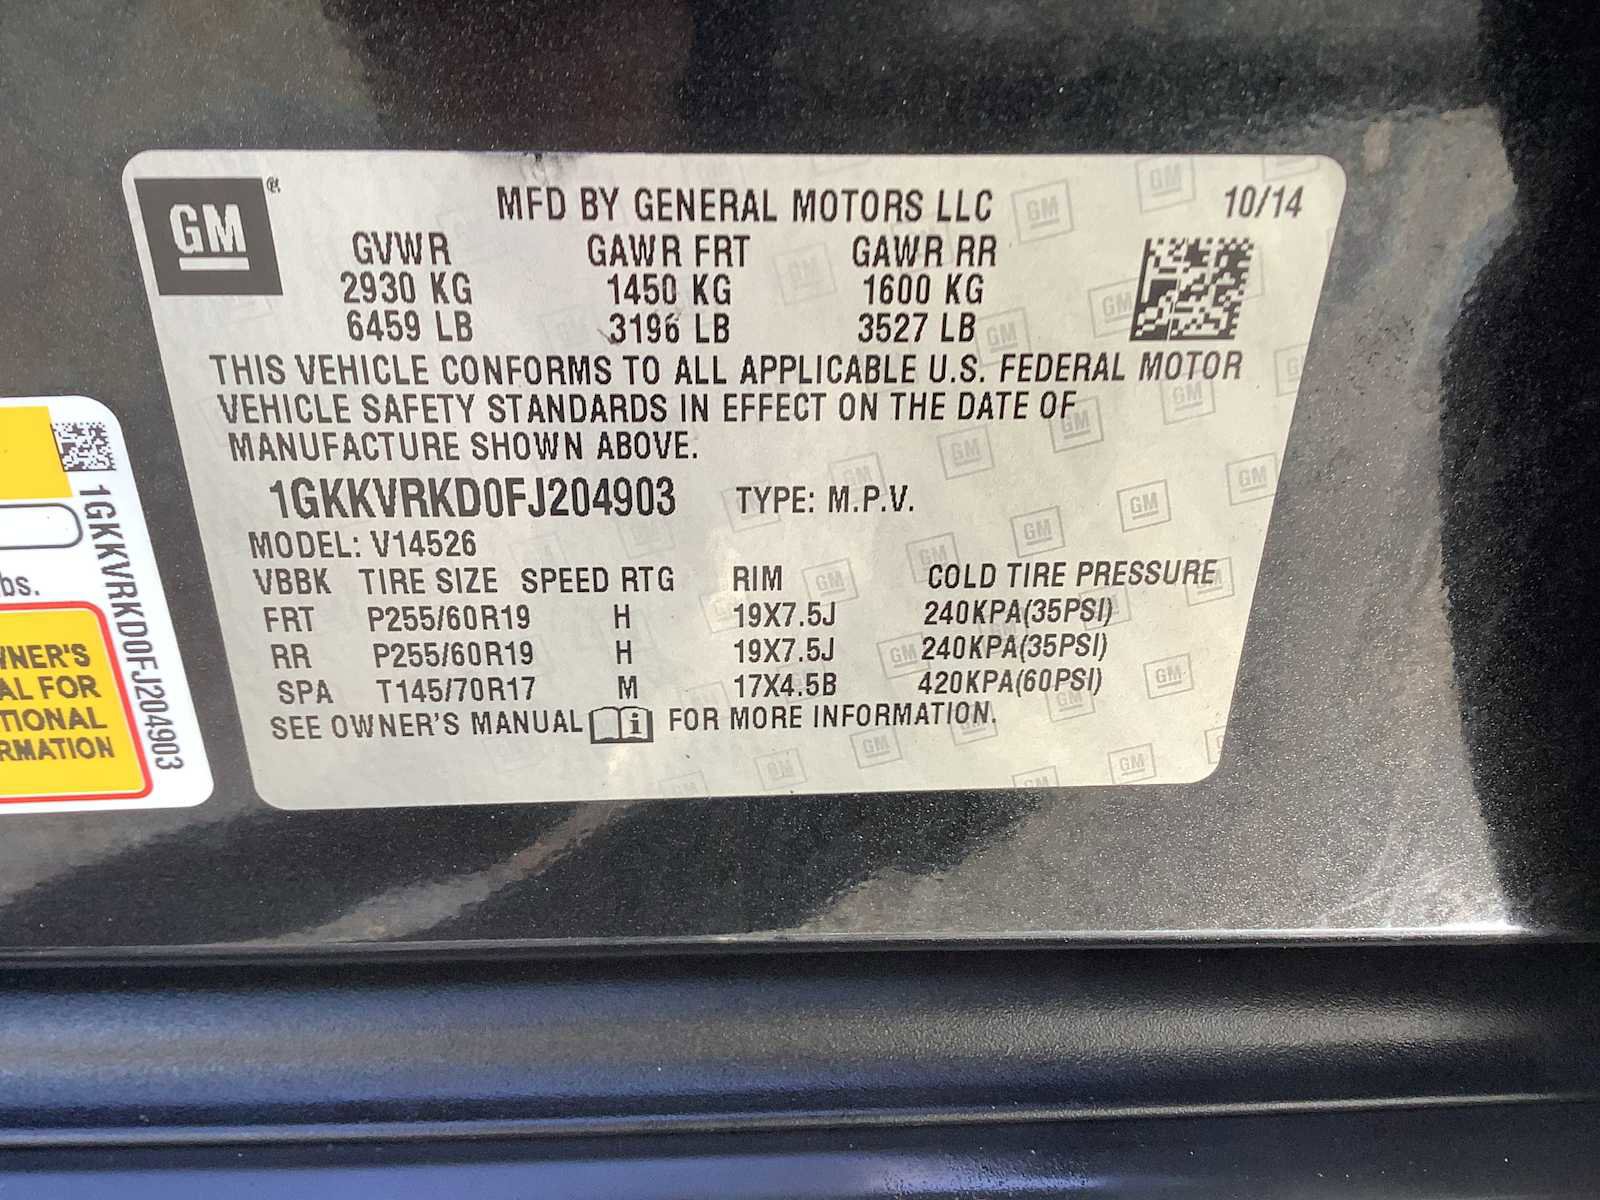 GM ®
MFD BY GENERAL MOTORS LLC 10/14
GVWR GAWR FRT GAWR RR
2930 KG 1450 KG 1600 KG
6459 LB 3196 LB 3527 LB
THIS VEHICLE CONFORMS TO ALL APPLICABLE U.S. FEDERAL MOTOR
VEHICLE SAFETY STANDARDS IN EFFECT ON THE DATE OF
MANUFACTURE SHOWN ABOVE.
1GKKVRKD0FJ204903 TYPE: M.P.V.
MODEL: V14526
VBBK TIRE SIZE SPEED RTG RIM COLD TIRE PRESSURE
FRT P255/60R19 H 19X7.5J 240KPA(35PSI)
RR P255/60R19 H 19X7.5J 240KPA(35PSI)
SPA T145/70R17 M 17X4.5B 420KPA(60PSI)
SEE OWNER'S MANUAL FOR MORE INFORMATION.
1GKKVRKD0FJ204903
bs.
WNER'S
AL FOR
TIONAL
RMATION